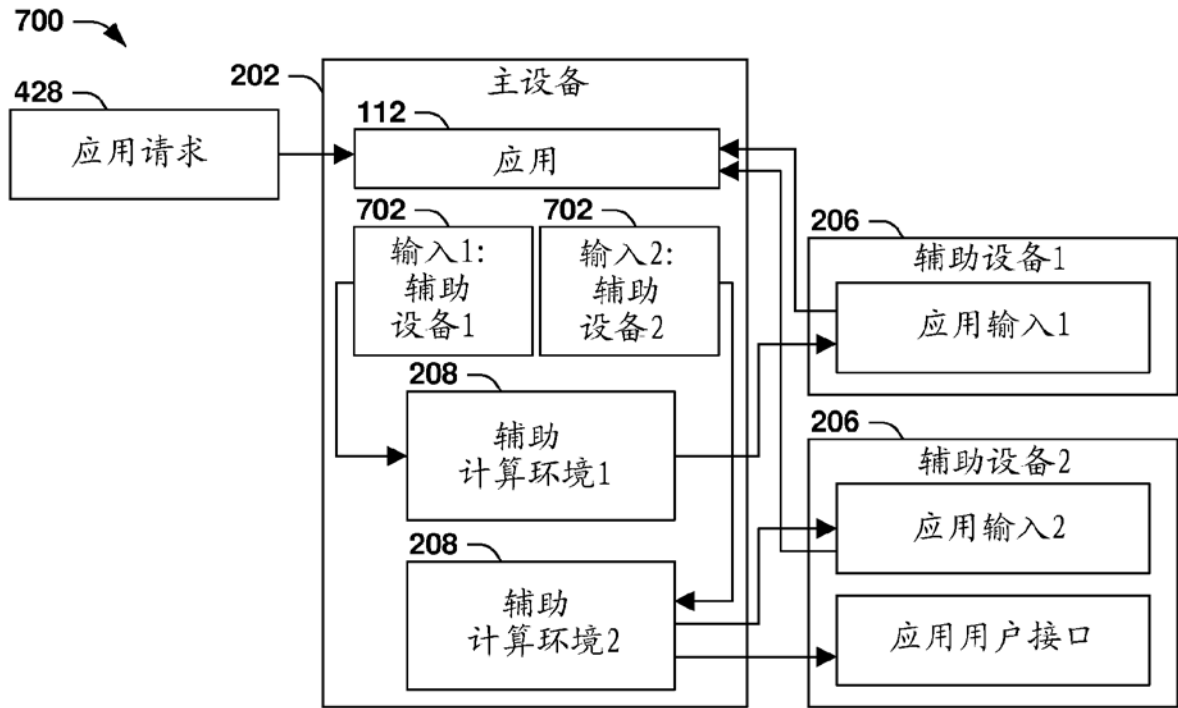 700
428
应用请求
202
主设备
112
应用
702
输入1:
辅助
设备1
702
输入2:
辅助
设备2
208
辅助
计算环境1
208
辅助
计算环境2
206
辅助设备1
应用输入1
206
辅助设备2
应用输入2
应用用户接口